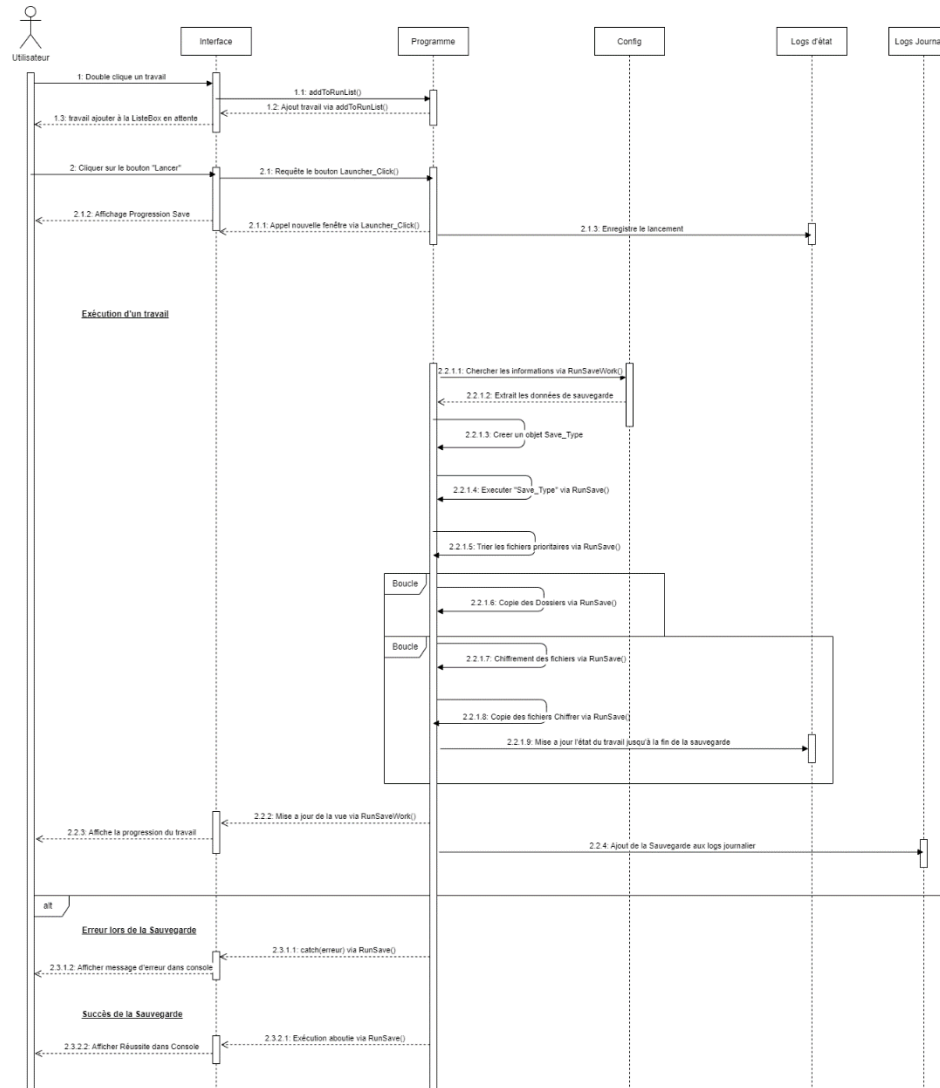 Utilisateur
Interface
Programme
Config
Logs d'état
Logs Journa
1: Double clique un travail
1.1: addToRunList()
1.2: Ajout travail via addToRunList()
1.3: travail ajouter à la ListeBox en attente
2: Cliquer sur le bouton "Lancer"
2.1: Requête le bouton Launcher_Click()
2.1.2: Affichage Progression Save
2.1.1: Appel nouvelle fenêtre via Launcher_Click()
2.1.3: Enregistre le lancement
Exécution d'un travail
2.2.1.1: Chercher les informations via RunSaveWork()
2.2.1.2: Extrait les données de sauvegarde
2.2.1.3: Creer un objet Save_Type
2.2.1.4: Executer "Save_Type" via RunSave()
2.2.1.5: Trier les fichiers prioritaires via RunSave()
Boucle
2.2.1.6: Copie des Dossiers via RunSave()
Boucle
2.2.1.7: Chiffrement des fichiers via RunSave()
2.2.1.8: Copie des fichiers Chiffrer via RunSave()
2.2.1.9: Mise a jour l'état du travail jusqu'à la fin de la sauvegarde
2.2.2: Mise a jour de la vue via RunSaveWork()
2.2.3: Affiche la progression du travail
2.2.4: Ajout de la Sauvegarde aux logs journalier
alt
Erreur lors de la Sauvegarde
2.3.1.1: catch(erreur) via RunSave()
2.3.1.2: Afficher message d'erreur dans console
Succès de la Sauvegarde
2.3.2.1: Exécution aboutie via RunSave()
2.3.2.2: Afficher Réussite dans Console